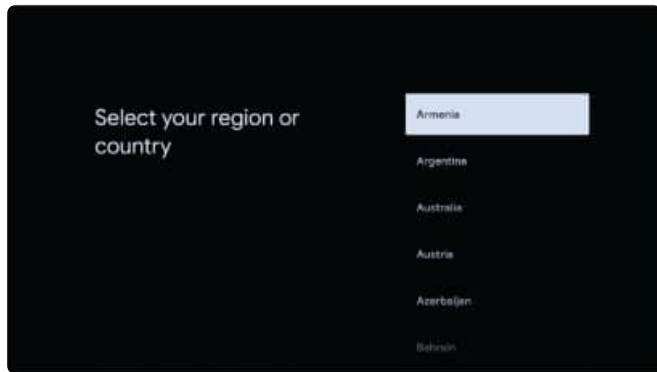 Select your region or
country
Armenia
Argentina
Australia
Austria
Azerbaijan
Bahrain